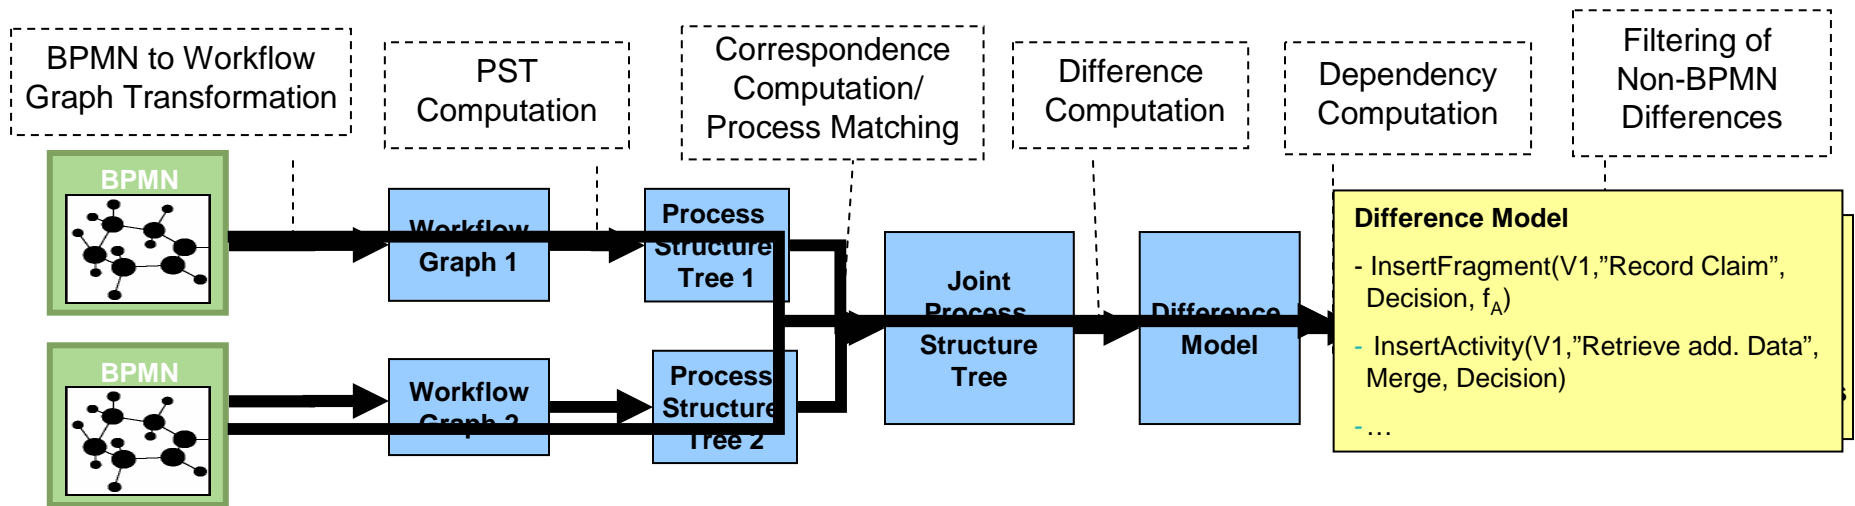 BPMN to Workflow
Graph Transformation
PST
Computation
Correspondence
Computation/
Process Matching
Difference
Computation
Dependency
Computation
Filtering of
Non-BPMN
Differences
BPMN
Workflow
Graph 1
Process
Structure
Tree 1
BPMN
Workflow
Graph 2
Process
Structure
Tree 2
Joint
Process
Structure
Tree
Difference
Model
Difference Model
- InsertFragment(V1,”Record Claim”,
Decision, fA)
- InsertActivity(V1,”Retrieve add. Data”,
Merge, Decision)
-…